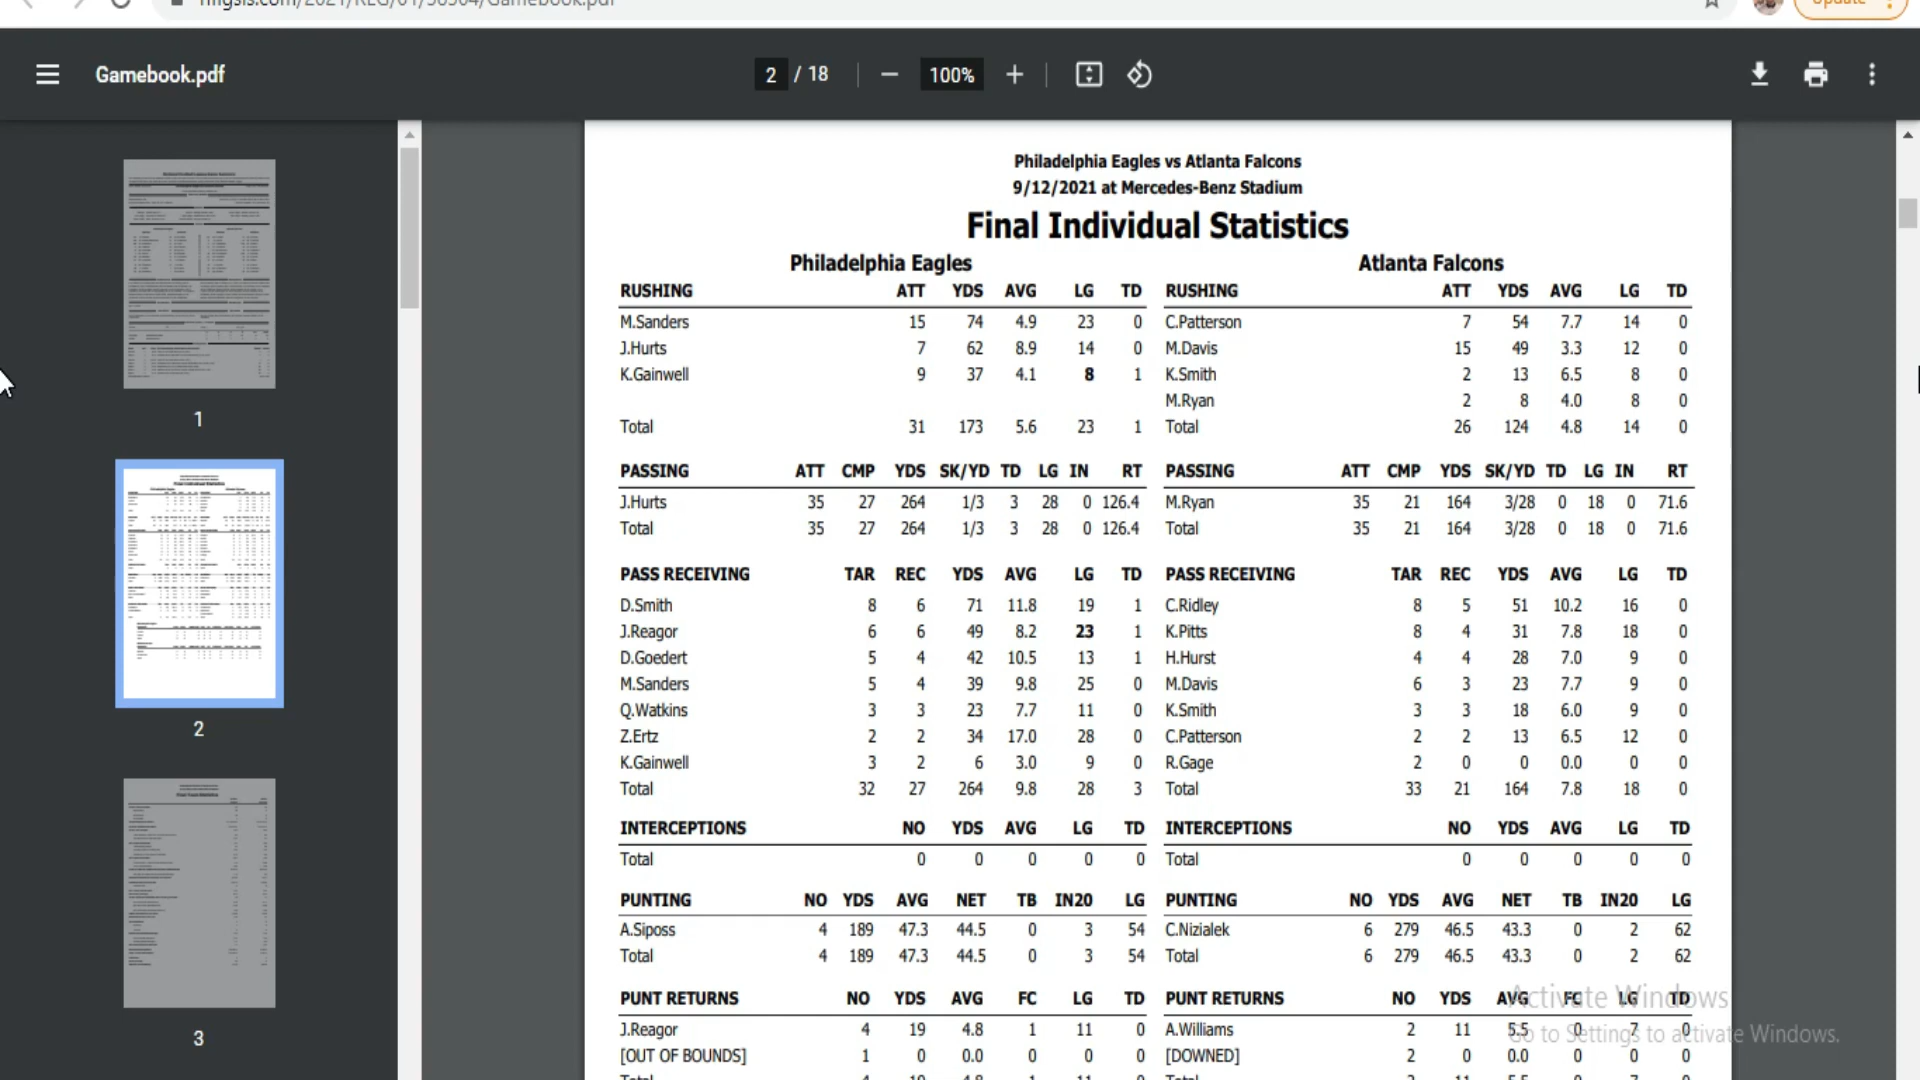 Gamebook.pdf
2 / 18
100%
Update
Philadelphia Eagles vs Atlanta Falcons
9/12/2021 at Mercedes-Benz Stadium
Final Individual Statistics
Philadelphia Eagles Atlanta Falcons
RUSHING ATT YDS AVG LG TD RUSHING ATT YDS AVG LG TD
M.Sanders 15 74 4.9 23 0 C.Patterson 7 54 7.7 14 0
J.Hurts 7 62 8.9 14 0 M.Davis 15 49 3.3 12 0
K.Gainwell 9 37 4.1 8 1 K.Smith 2 13 6.5 8 0
M.Ryan 2 8 4.0 8 0
Total 31 173 5.6 23 1 Total 26 124 4.8 14 0
PASSING ATT CMP YDS SK/YD TD LG IN RT PASSING ATT CMP YDS SK/YD TD LG IN RT
J.Hurts 35 27 264 1/3 3 28 0 126.4 M.Ryan 35 21 164 3/28 0 18 0 71.6
Total 35 27 264 1/3 3 28 0 126.4 Total 35 21 164 3/28 0 18 0 71.6
PASS RECEIVING TAR REC YDS AVG LG TD PASS RECEIVING TAR REC YDS AVG LG TD
D.Smith 8 6 71 11.8 19 1 C.Ridley 8 5 51 10.2 16 0
J.Reagor 6 6 49 8.2 23 1 K.Pitts 8 4 31 7.8 18 0
D.Goedert 5 4 42 10.5 13 1 H.Hurst 4 4 28 7.0 9 0
M.Sanders 5 4 39 9.8 25 0 M.Davis 6 3 23 7.7 9 0
Q.Watkins 3 3 23 7.7 11 0 K.Smith 3 3 18 6.0 9 0
Z.Ertz 2 2 34 17.0 28 0 C.Patterson 2 2 13 6.5 12 0
K.Gainwell 3 2 6 3.0 9 0 R.Gage 2 0 0 0.0 0 0
Total 32 27 264 9.8 28 3 Total 33 21 164 7.8 18 0
INTERCEPTIONS NO YDS AVG LG TD INTERCEPTIONS NO YDS AVG LG TD
Total 0 0 0 0 0 Total 0 0 0 0 0
PUNTING NO YDS AVG NET TB IN20 LG PUNTING NO YDS AVG NET TB IN20 LG
A.Siposs 4 189 47.3 44.5 0 3 54 C.Nizialek 6 279 46.5 43.3 0 2 62
Total 4 189 47.3 44.5 0 3 54 Total 6 279 46.5 43.3 0 2 62
PUNT RETURNS NO YDS AVG FC LG TD PUNT RETURNS NO YDS AVG FC LG TD
J.Reagor 4 19 4.8 1 11 0 A.Williams 2 11 5.5 0 7 0
[OUT OF BOUNDS] 1 0 0.0 0 0 0 [DOWNED] 2 0 0.0 0 0 0
1
2
3
Activate Windows
Go to Settings to activate Windows.